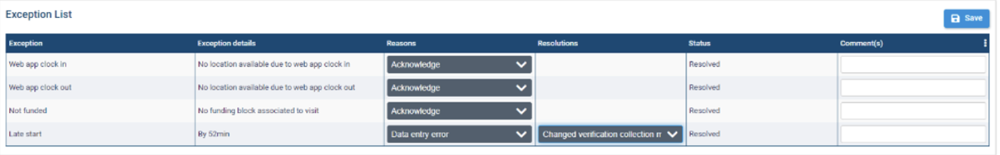 Exception List
Save
Exception Exception details Reasons Resolutions Status Comment(s)
Web app clock in No location available due to web app clock in Acknowledge Resolved
Web app clock out No location available due to web app clock out Acknowledge Resolved
Not funded No funding block associated to visit Acknowledge Resolved
Late start By 52min Data entry error Changed verification collection m Resolved